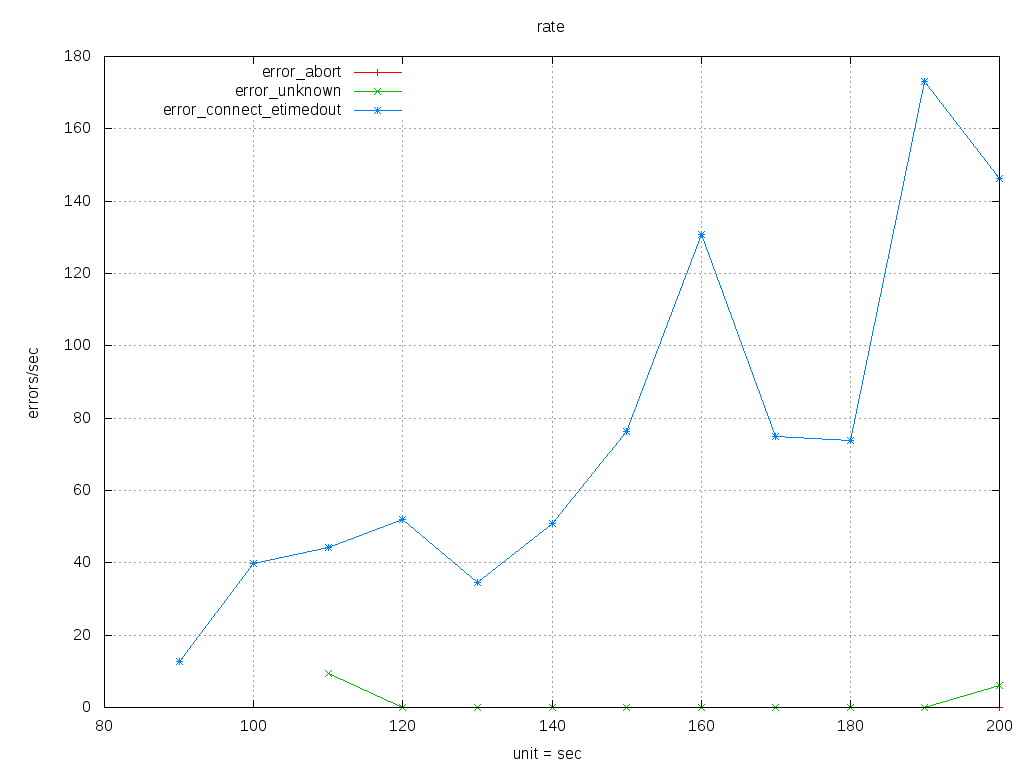 rate
180
160
140
120
100
80
60
40
20
0
errors/sec
error_abort
error_unknown
error_connect_etimedout
80 100 120 140 160 180 200
unit = sec